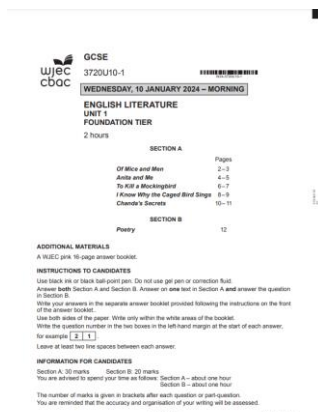 GCSE
wjec
cbac
3720U10-1
WEDNESDAY, 10 JANUARY 2024 – MORNING
ENGLISH LITERATURE
UNIT 1
FOUNDATION TIER
2 hours
SECTION A
Pages
Of Mice and Men 2–3
Anita and Me 4–5
To Kill a Mockingbird 6–7
I Know Why the Caged Bird Sings 8–9
Chanda's Secrets 10–11
SECTION B
Poetry 12
ADDITIONAL MATERIALS
A WJEC pink 16-page answer booklet.
INSTRUCTIONS TO CANDIDATES
Use black ink or black ball-point pen. Do not use gel pen or correction fluid.
Answer both Section A and Section B. Answer on one text in Section A and answer the question
in Section B.
Write your answers in the separate answer booklet provided following the instructions on the front
of the answer booklet.
Use both sides of the paper. Write only within the white areas of the booklet.
Write the question number in the two boxes in the left-hand margin at the start of each answer,
for example 2 1
Leave at least two line spaces between each answer.
INFORMATION FOR CANDIDATES
Section A: 30 marks Section B: 20 marks
You are advised to spend your time as follows: Section A – about one hour
Section B – about one hour
The number of marks is given in brackets after each question or part-question.
You are reminded that the accuracy and organisation of your writing will be assessed.